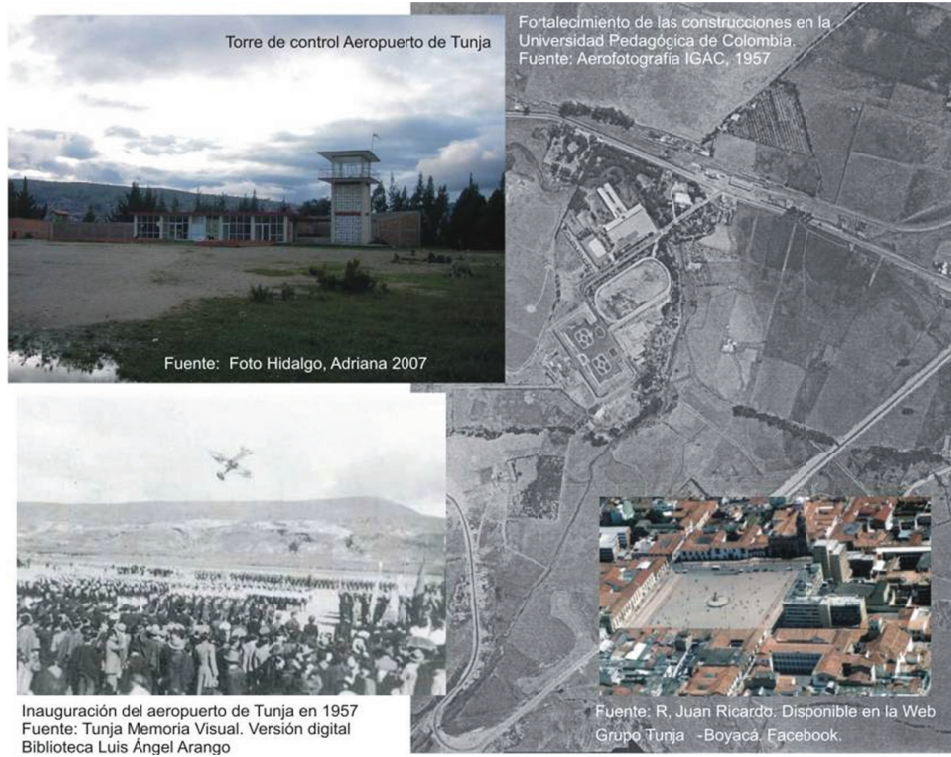 Torre de control Aeropuerto de Tunja
Fuente: Foto Hidalgo, Adriana 2007
Fortalecimiento de las construcciones en la
Universidad Pedagógica de Colombia.
Fuente: Aerofotografía IGAC, 1957
Inauguración del aeropuerto de Tunja en 1957
Fuente: Tunja Memoria Visual. Versión digital
Biblioteca Luis Ángel Arango
Fuente: R, Juan Ricardo. Disponible en la Web
Grupo Tunja -Boyacá. Facebook.